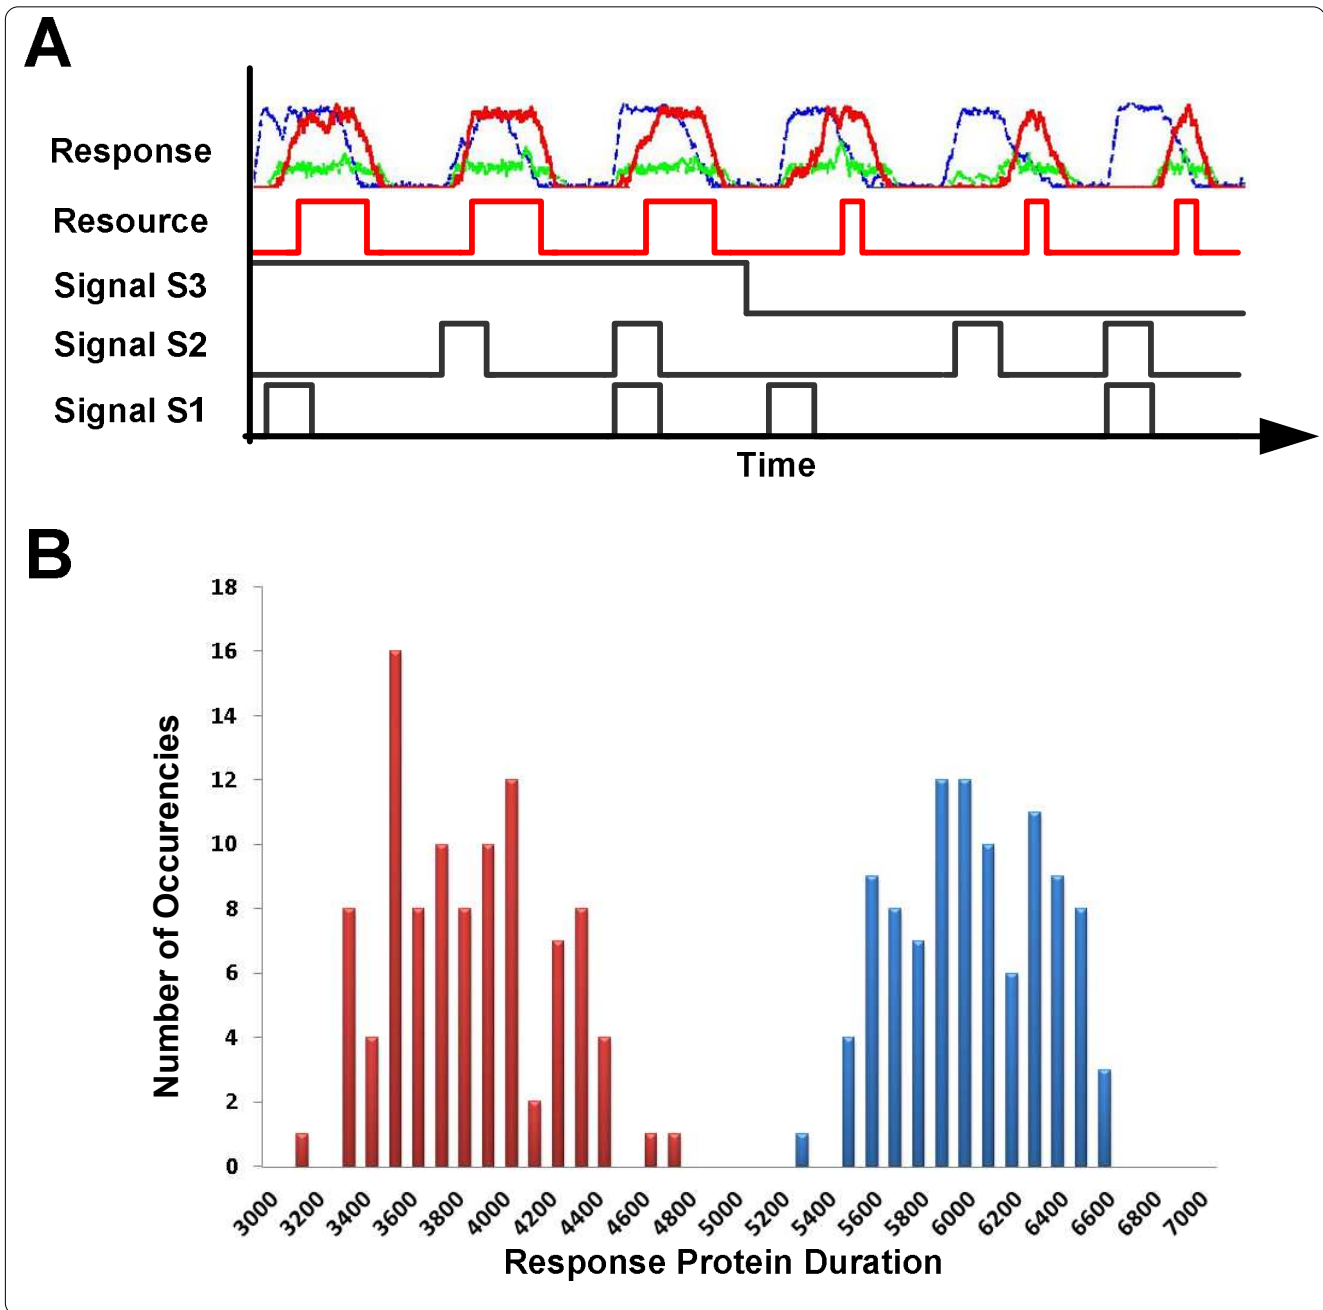 A
Response
Resource
Signal S3
Signal S2
Signal S1
Time
B
18
16
14
12
10
8
6
4
2
0
Number of Occurencies
3000 3200 3400 3600 3800 4000 4200 4400 4600 4800 5000 5200 5400 5600 5800 6000 6200 6400 6600 6800 7000
Response Protein Duration